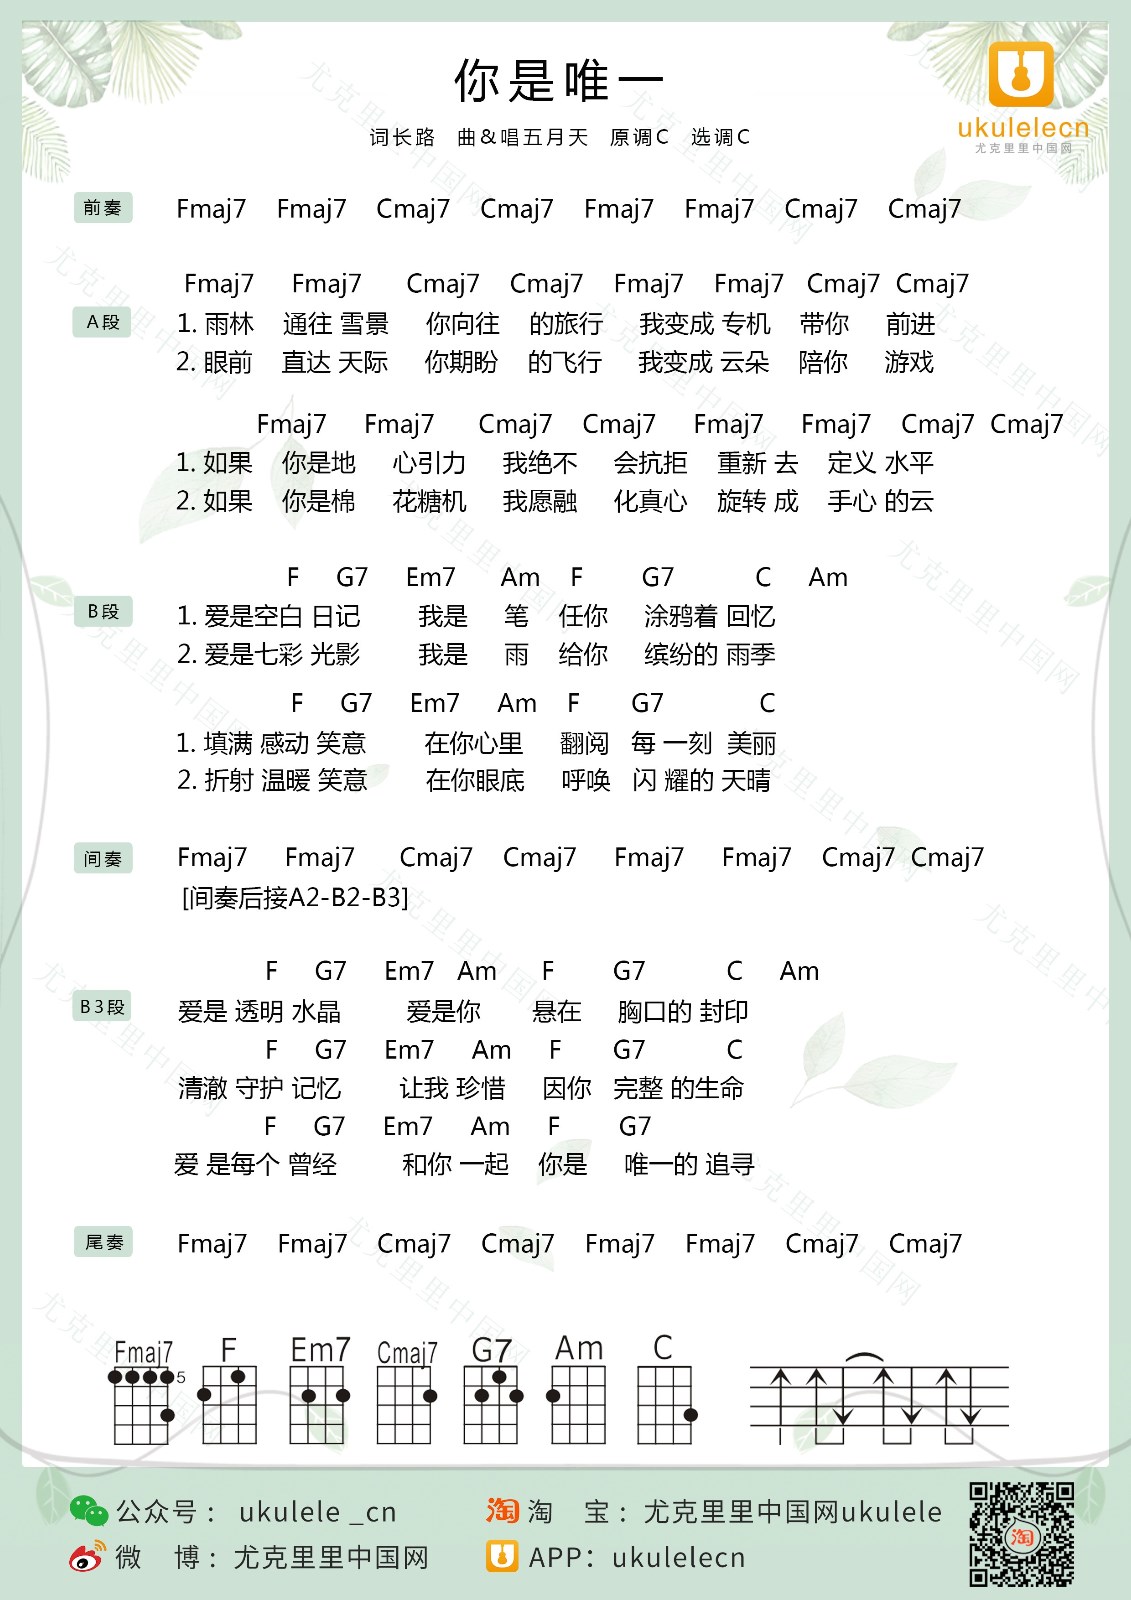 你是唯一
词长路 曲&唱五月天 原调C 选调C
ukulelecn
尤克里里中国网
前奏 Fmaj7 Fmaj7 Cmaj7 Cmaj7 Fmaj7 Fmaj7 Cmaj7 Cmaj7
Fmaj7 Fmaj7 Cmaj7 Cmaj7 Fmaj7 Fmaj7 Cmaj7 Cmaj7
A段 1. 雨林 通往 雪景 你向往 的旅行 我变成 专机 带你 前进
2. 眼前 直达 天际 你期盼 的飞行 我变成 云朵 陪你 游戏
Fmaj7 Fmaj7 Cmaj7 Cmaj7 Fmaj7 Fmaj7 Cmaj7 Cmaj7
1. 如果 你是地 心引力 我绝不 会抗拒 重新 去 定义 水平
2. 如果 你是棉 花糖机 我愿融 化真心 旋转 成 手心 的云
F G7 Em7 Am F G7 C Am
B段 1. 爱是空白 日记 我是 笔 任你 涂鸦着 回忆
2. 爱是七彩 光影 我是 雨 给你 缤纷的 雨季
F G7 Em7 Am F G7 C
1. 填满 感动 笑意 在你心里 翻阅 每 一刻 美丽
2. 折射 温暖 笑意 在你眼底 呼唤 闪 耀的 天晴
间奏 Fmaj7 Fmaj7 Cmaj7 Cmaj7 Fmaj7 Fmaj7 Cmaj7 Cmaj7
[间奏后接A2-B2-B3]
F G7 Em7 Am F G7 C Am
B3段 爱是 透明 水晶 爱是你 悬在 胸口的 封印
F G7 Em7 Am F G7 C
清澈 守护 记忆 让我 珍惜 因你 完整 的生命
F G7 Em7 Am F G7
爱 是每个 曾经 和你 一起 你是 唯一的 追寻
尾奏 Fmaj7 Fmaj7 Cmaj7 Cmaj7 Fmaj7 Fmaj7 Cmaj7 Cmaj7
Fmaj7 F Em7 Cmaj7 G7 Am C
5
公众号： ukulele _cn 淘 淘 宝：尤克里里中国网ukulele
微 博：尤克里里中国网 APP：ukulelecn
淘